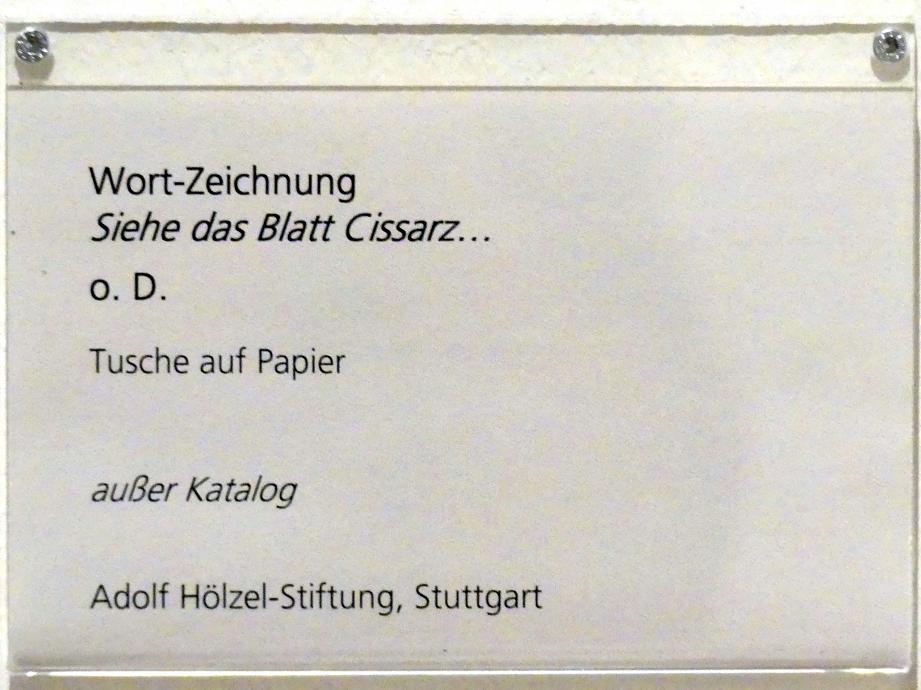 Wort-Zeichnung
Siehe das Blatt Cissarz...
o. D.
Tusche auf Papier
außer Katalog
Adolf Hölzel-Stiftung, Stuttgart